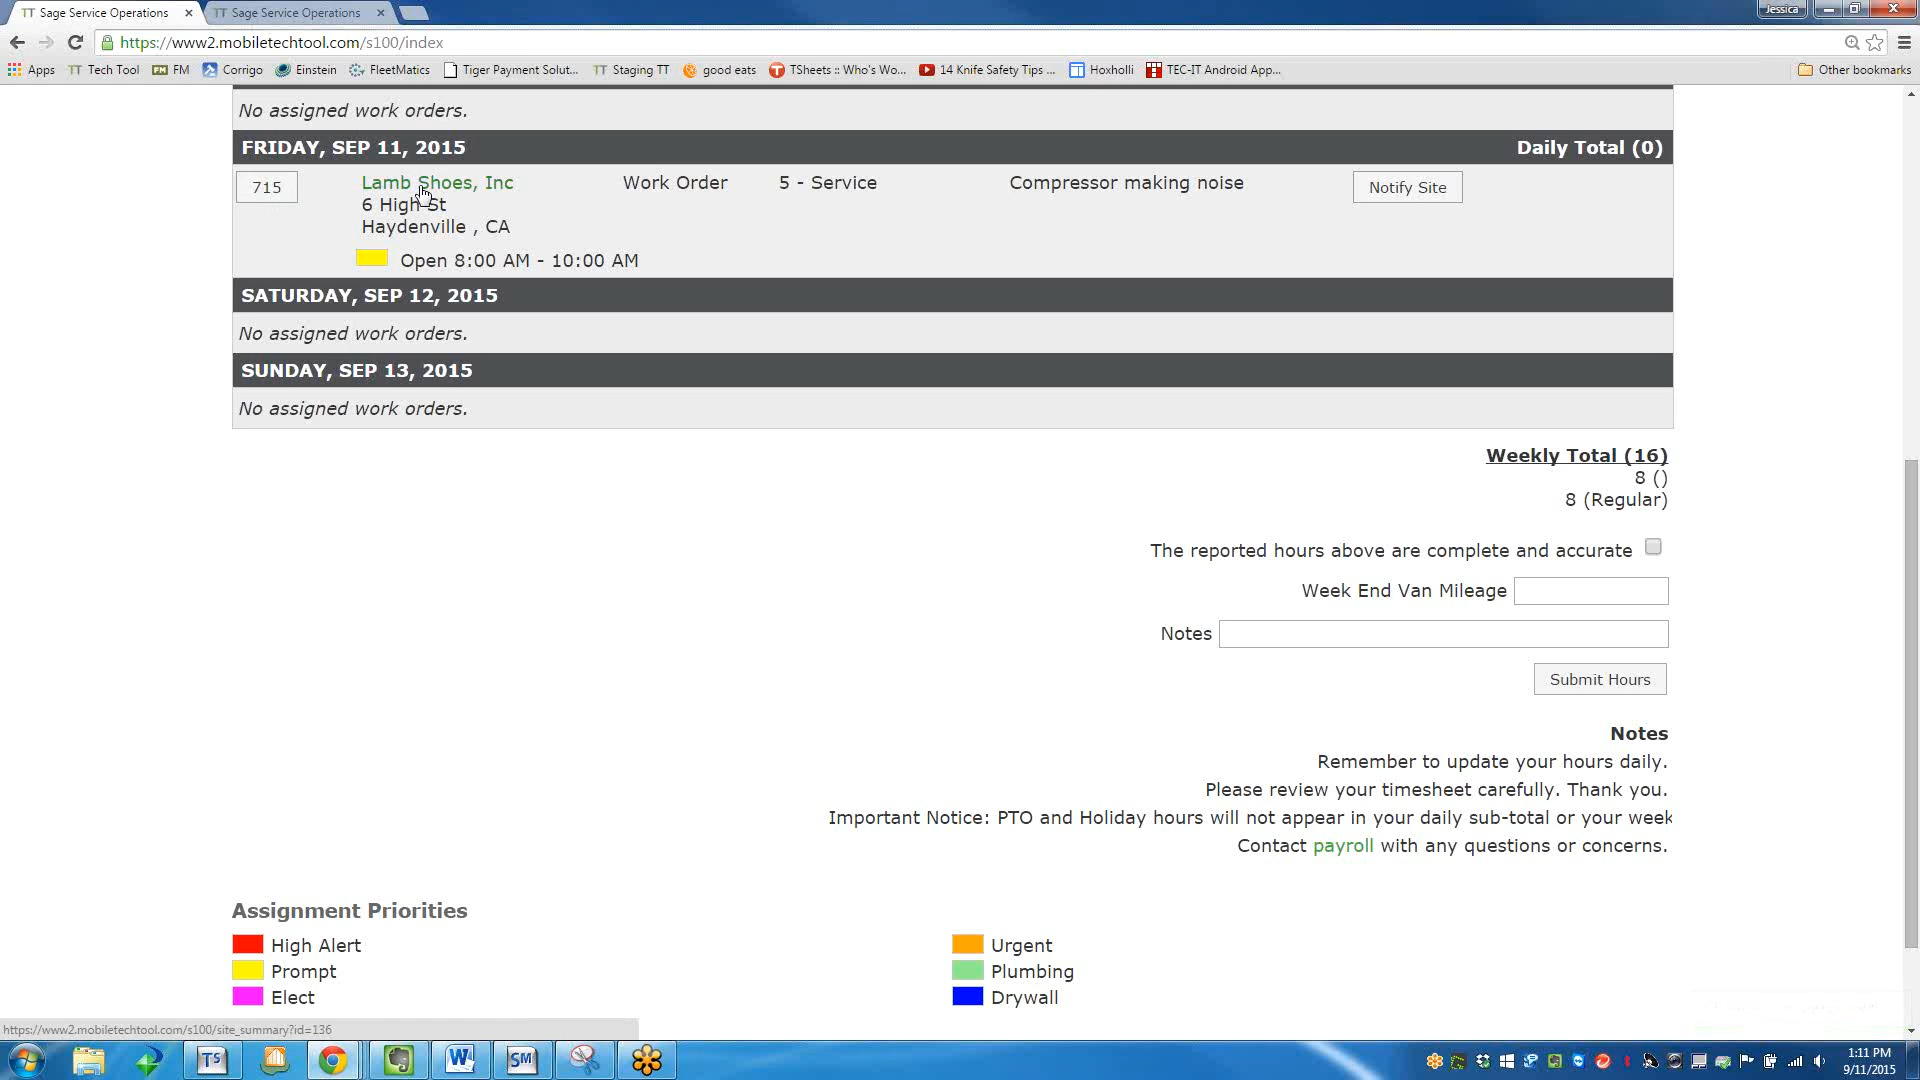 TT Sage Service Operations
TT Sage Service Operations
Jessica
https://www2.mobiletechtool.com/s100/index
Apps
TT Tech Tool
FM FM
Corrigo
Einstein
FleetMatics
Tiger Payment Solut...
TT Staging TT
good eats
TSheets :: Who's Wo...
14 Knife Safety Tips ...
Hoxholli
TEC-IT Android App...
Other bookmarks
No assigned work orders.
FRIDAY, SEP 11, 2015 Daily Total (0)
715 Lamb Shoes, Inc Work Order 5 - Service Compressor making noise Notify Site
6 High St
Haydenville , CA
Open 8:00 AM - 10:00 AM
SATURDAY, SEP 12, 2015
No assigned work orders.
SUNDAY, SEP 13, 2015
No assigned work orders.
Weekly Total (16)
8 ()
8 (Regular)
The reported hours above are complete and accurate
Week End Van Mileage
Notes
Submit Hours
Notes
Remember to update your hours daily.
Please review your timesheet carefully. Thank you.
Important Notice: PTO and Holiday hours will not appear in your daily sub-total or your week
Contact payroll with any questions or concerns.
Assignment Priorities
High Alert Urgent
Prompt Plumbing
Elect Drywall
https://www2.mobiletechtool.com/s100/site_summary?id=136
TS
W
SM
1:11 PM
9/11/2015